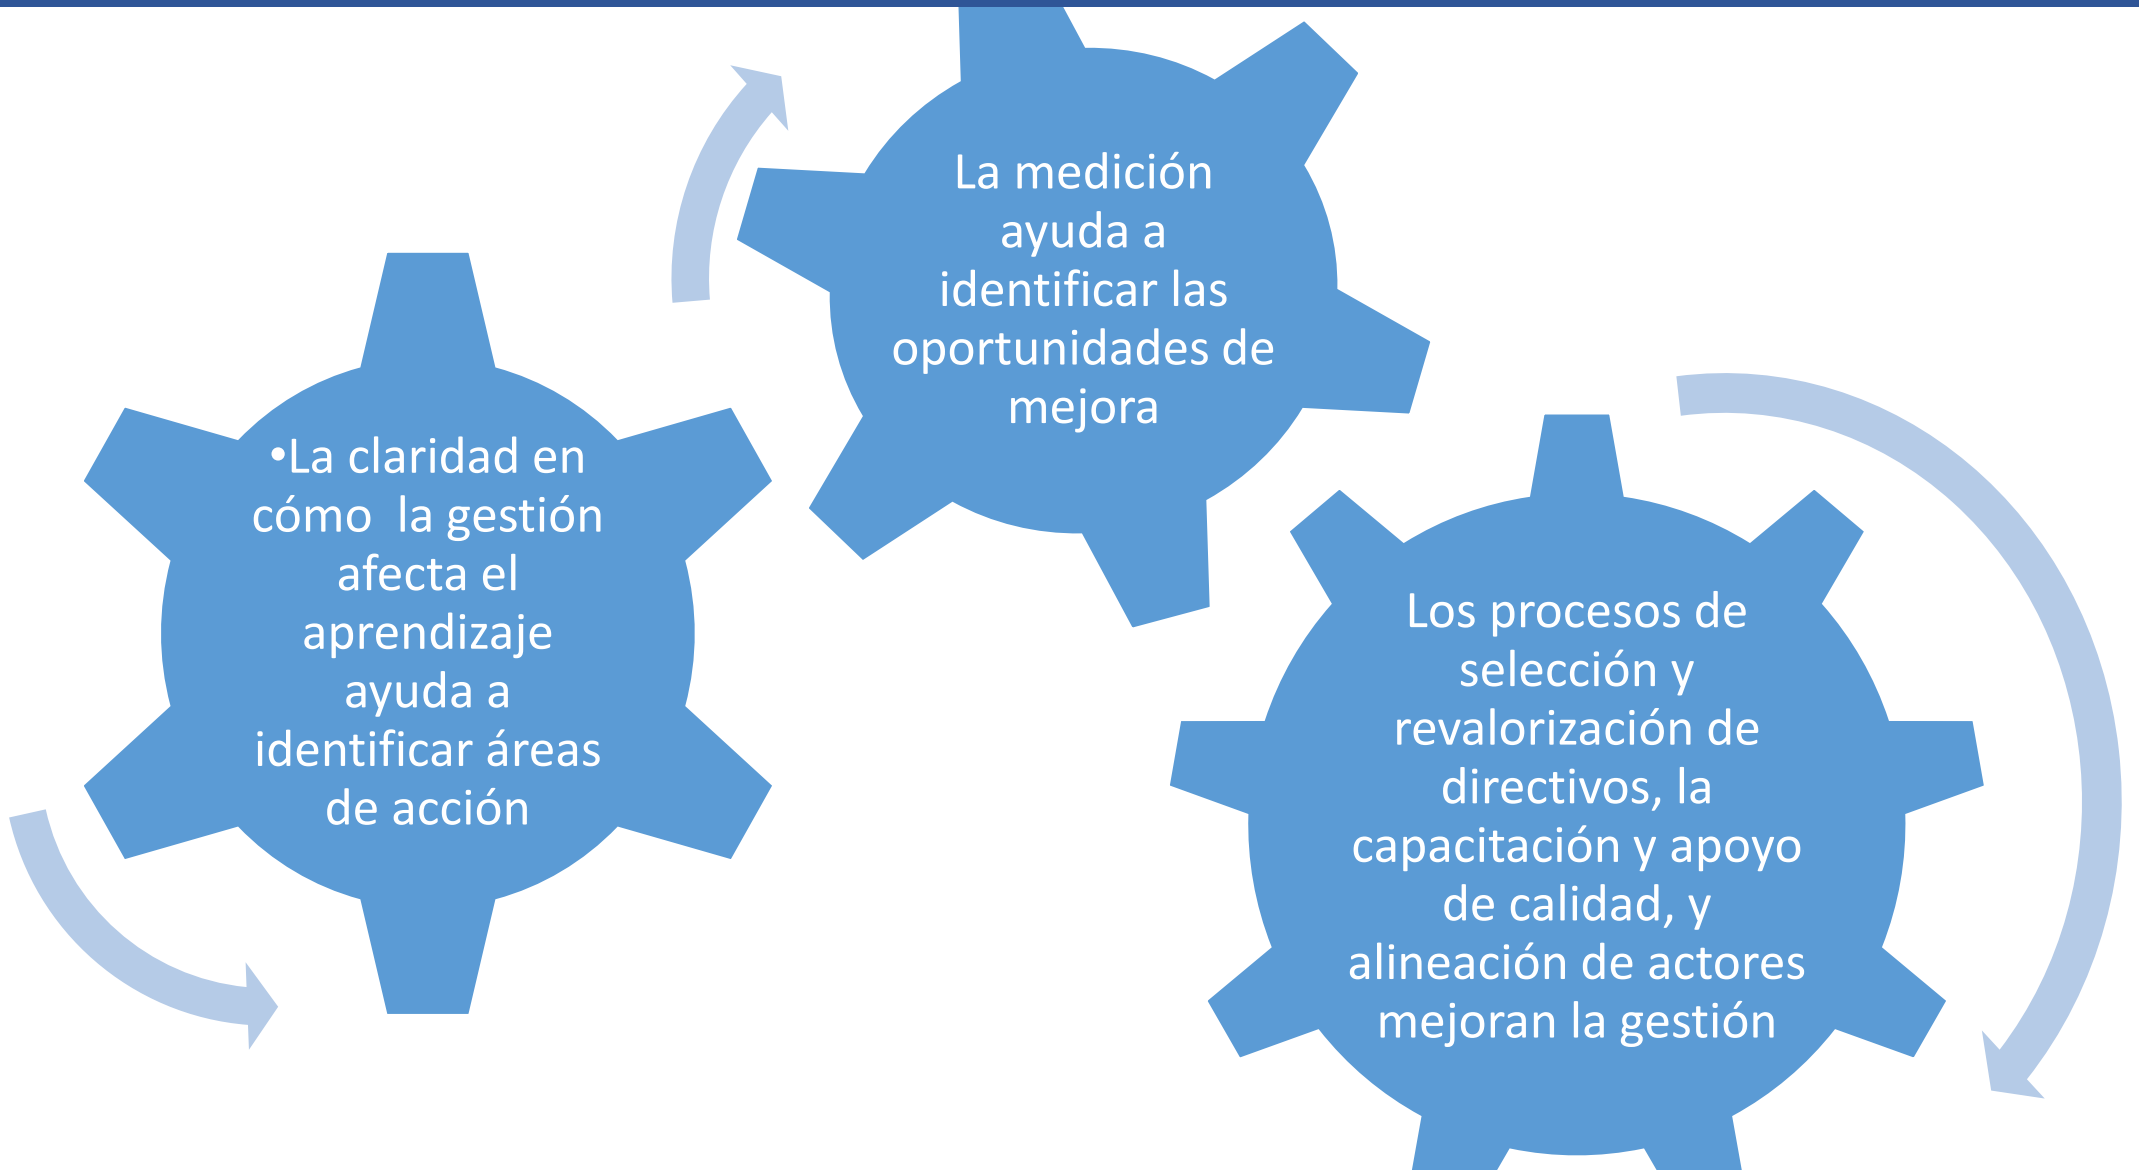 La medición
ayuda a
identificar las
oportunidades de
mejora
•La claridad en
cómo  la gestión
afecta el
aprendizaje
ayuda a
identificar áreas
de acción
Los procesos de
selección y
revalorización de
directivos, la
capacitación y apoyo
de calidad, y
alineación de actores
mejoran la gestión